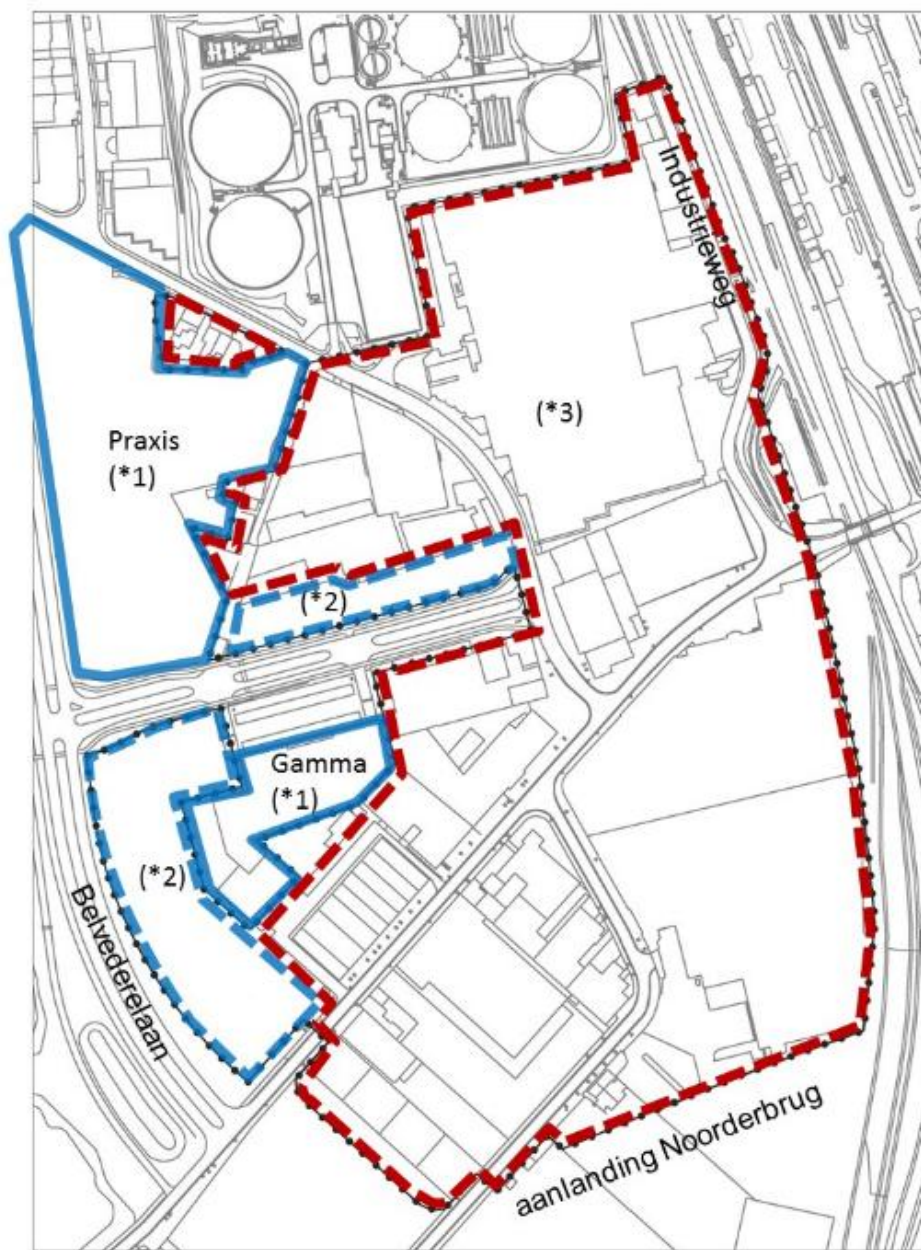 Industrieweg
(*3)
Praxis
(*1)
(*2)
Gamma
(*1)
(*2)
Belvederelaan
aanlanding Noorderbrug